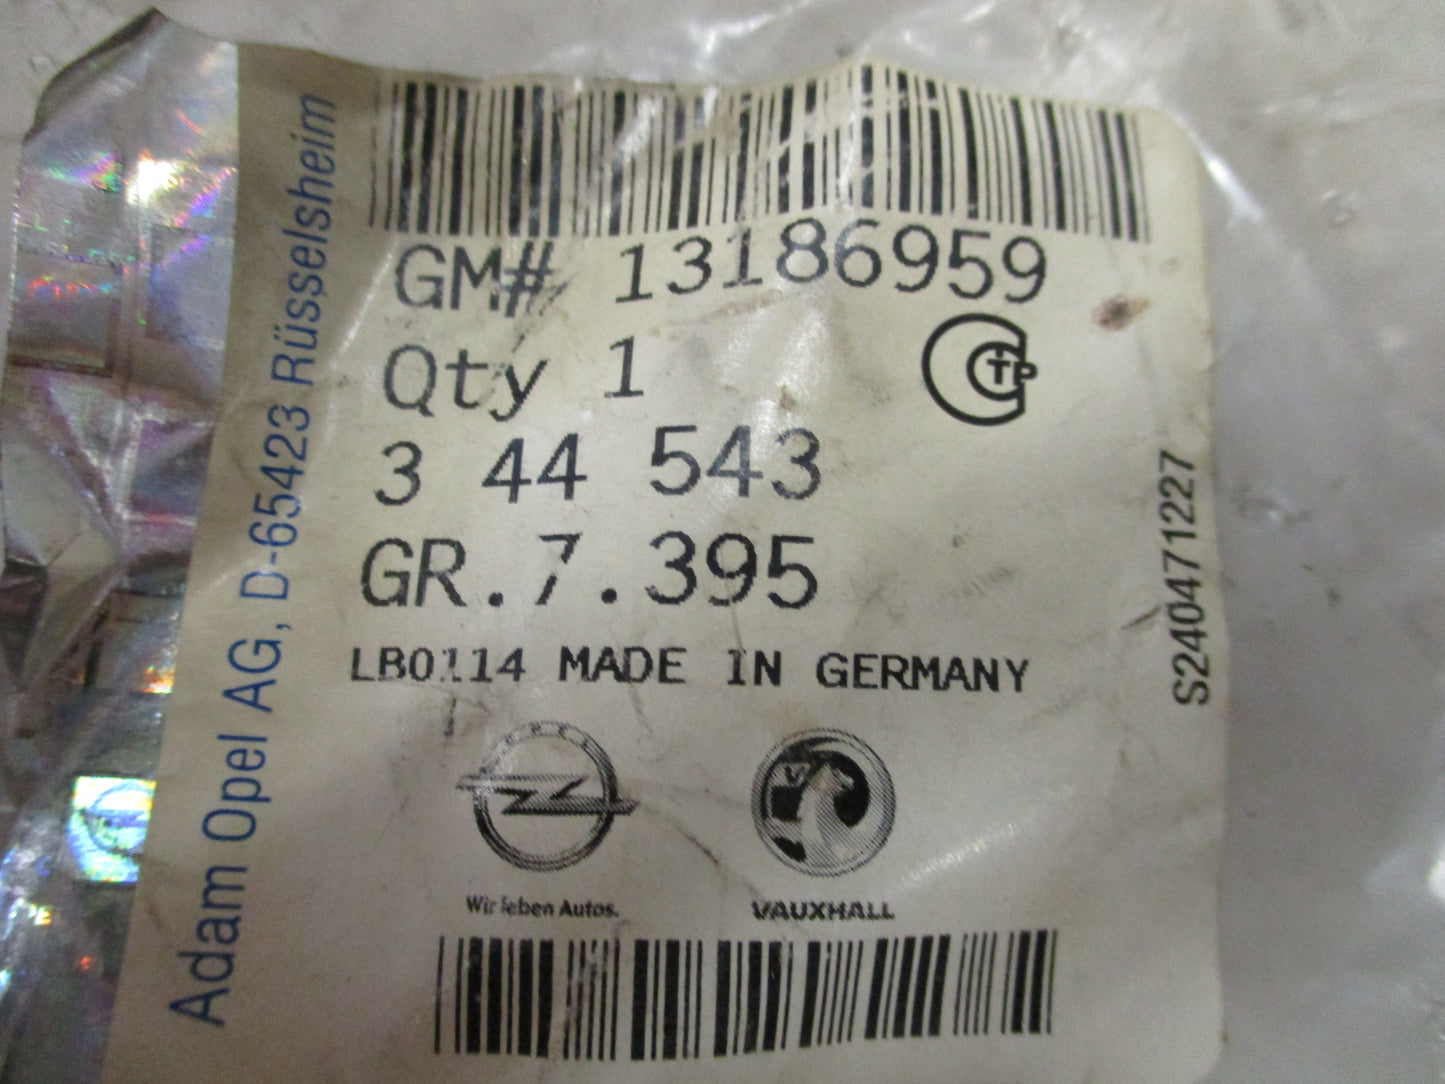 Adam Opel AG, D-65423 Rüsselsheim
GM# 13186959
Qty 1
3 44 543
GR.7.395
LB0114 MADE IN GERMANY
S240471227
OPEL
Wir leben Autos.
VAUXHALL